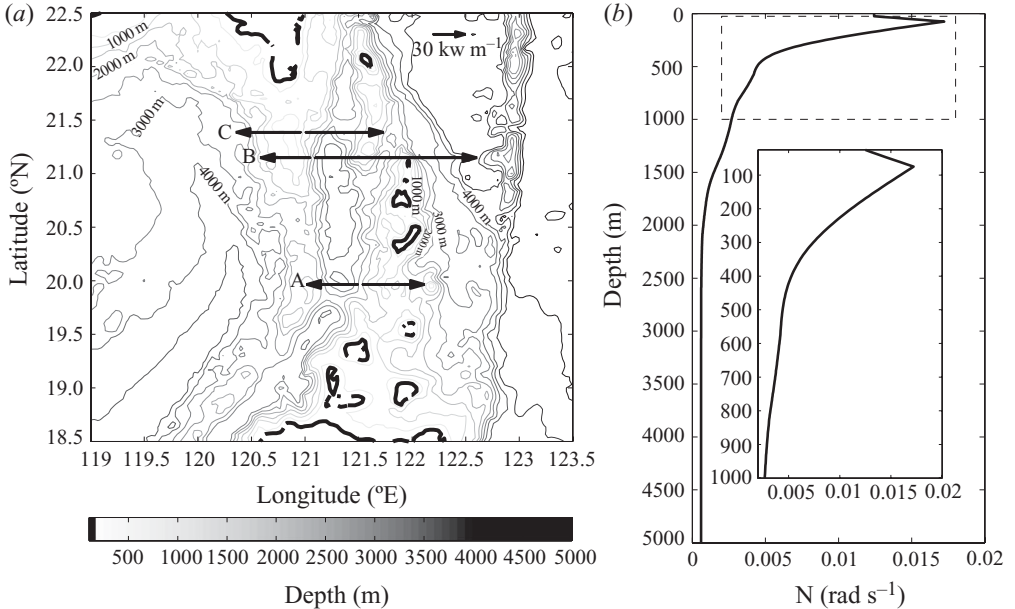 (a)
22.5
22.0
21.5
21.0
20.5
20.0
19.5
19.0
18.5
Latitude (ºN)
1000 m
2000 m
3000 m
4000 m
30 kw m−1
C
B
A
1000 m
2000 m
3000 m
4000 m
119 119.5 120 120.5 121 121.5 122 122.5 123 123.5
Longitude (ºE)
500 1000 1500 2000 2500 3000 3500 4000 4500 5000
Depth (m)
(b)
0
500
1000
1500
2000
2500
3000
3500
4000
4500
5000
Depth (m)
100
200
300
400
500
600
700
800
900
1000
0.005 0.01 0.015 0.02
0 0.005 0.01 0.015 0.02
N (rad s−1)